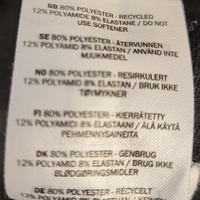 GB 80% POLYESTER - RECYCLED
12% POLYAMIDE 8% ELASTANE / DO NOT
USE SOFTENER
SE 80% POLYESTER - ÅTERVUNNEN
12% POLYAMID 8% ELASTAN / ANVÄND INTE
MJUKMEDEL
NO 80% POLYESTER - RESIRKULERT
12% POLYAMID 8% ELASTAN / BRUK IKKE
TØYMYKNER
FI 80% POLYESTERI - KIERRÄTETTY
12% POLYAMIDI 8% ELASTAANI / ÄLÄ KÄYTÄ
PEHMENNYSAINEITA
DK 80% POLYESTER - GENBRUG
12% POLYAMID 8% ELASTAN / BRUG IKKE
BLØDGØRINGSMIDLER
DE 80% POLYESTER - RECYCELT